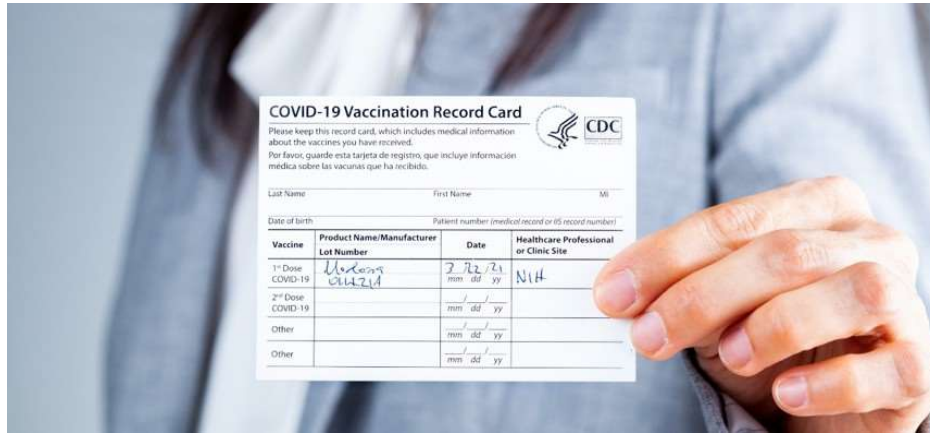 COVID-19 Vaccination Record Card
CDC
Please keep this record card, which includes medical information
about the vaccines you have received.
Por favor, guarde esta tarjeta de registro, que incluye información
médica sobre las vacunas que ha recibido.
Last Name First Name MI
Date of birth Patient number (medical record or IIS record number)
Vaccine Product Name/Manufacturer Date Healthcare Professional
Lot Number or Clinic Site
1st Dose Moderna 3 22 21 NIH
COVID-19 mm dd yy
2nd Dose / /
COVID-19 mm dd yy
Other / /
mm dd yy
Other / /
mm dd yy